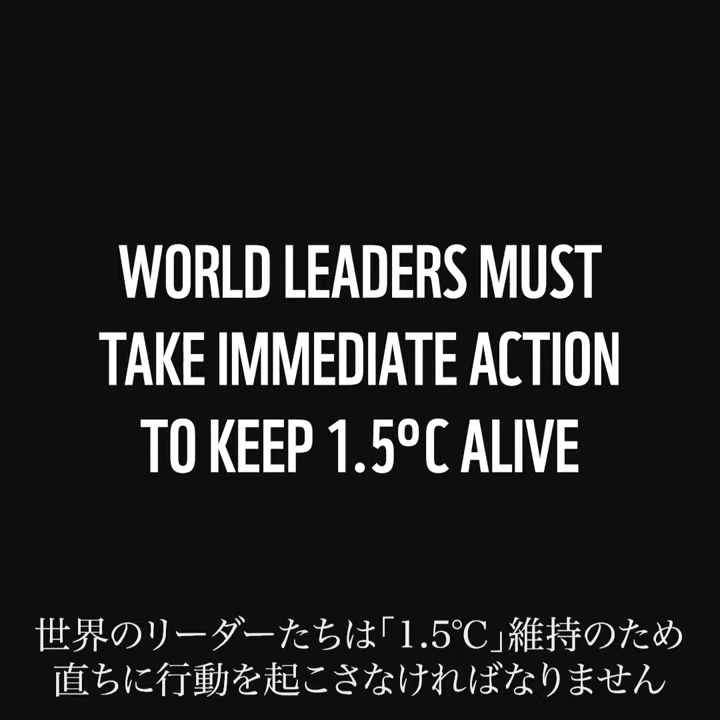 WORLD LEADERS MUST
TAKE IMMEDIATE ACTION
TO KEEP 1.5ºC ALIVE
世界のリーダーたちは「1.5℃」維持のため
直ちに行動を起こさなければなりません